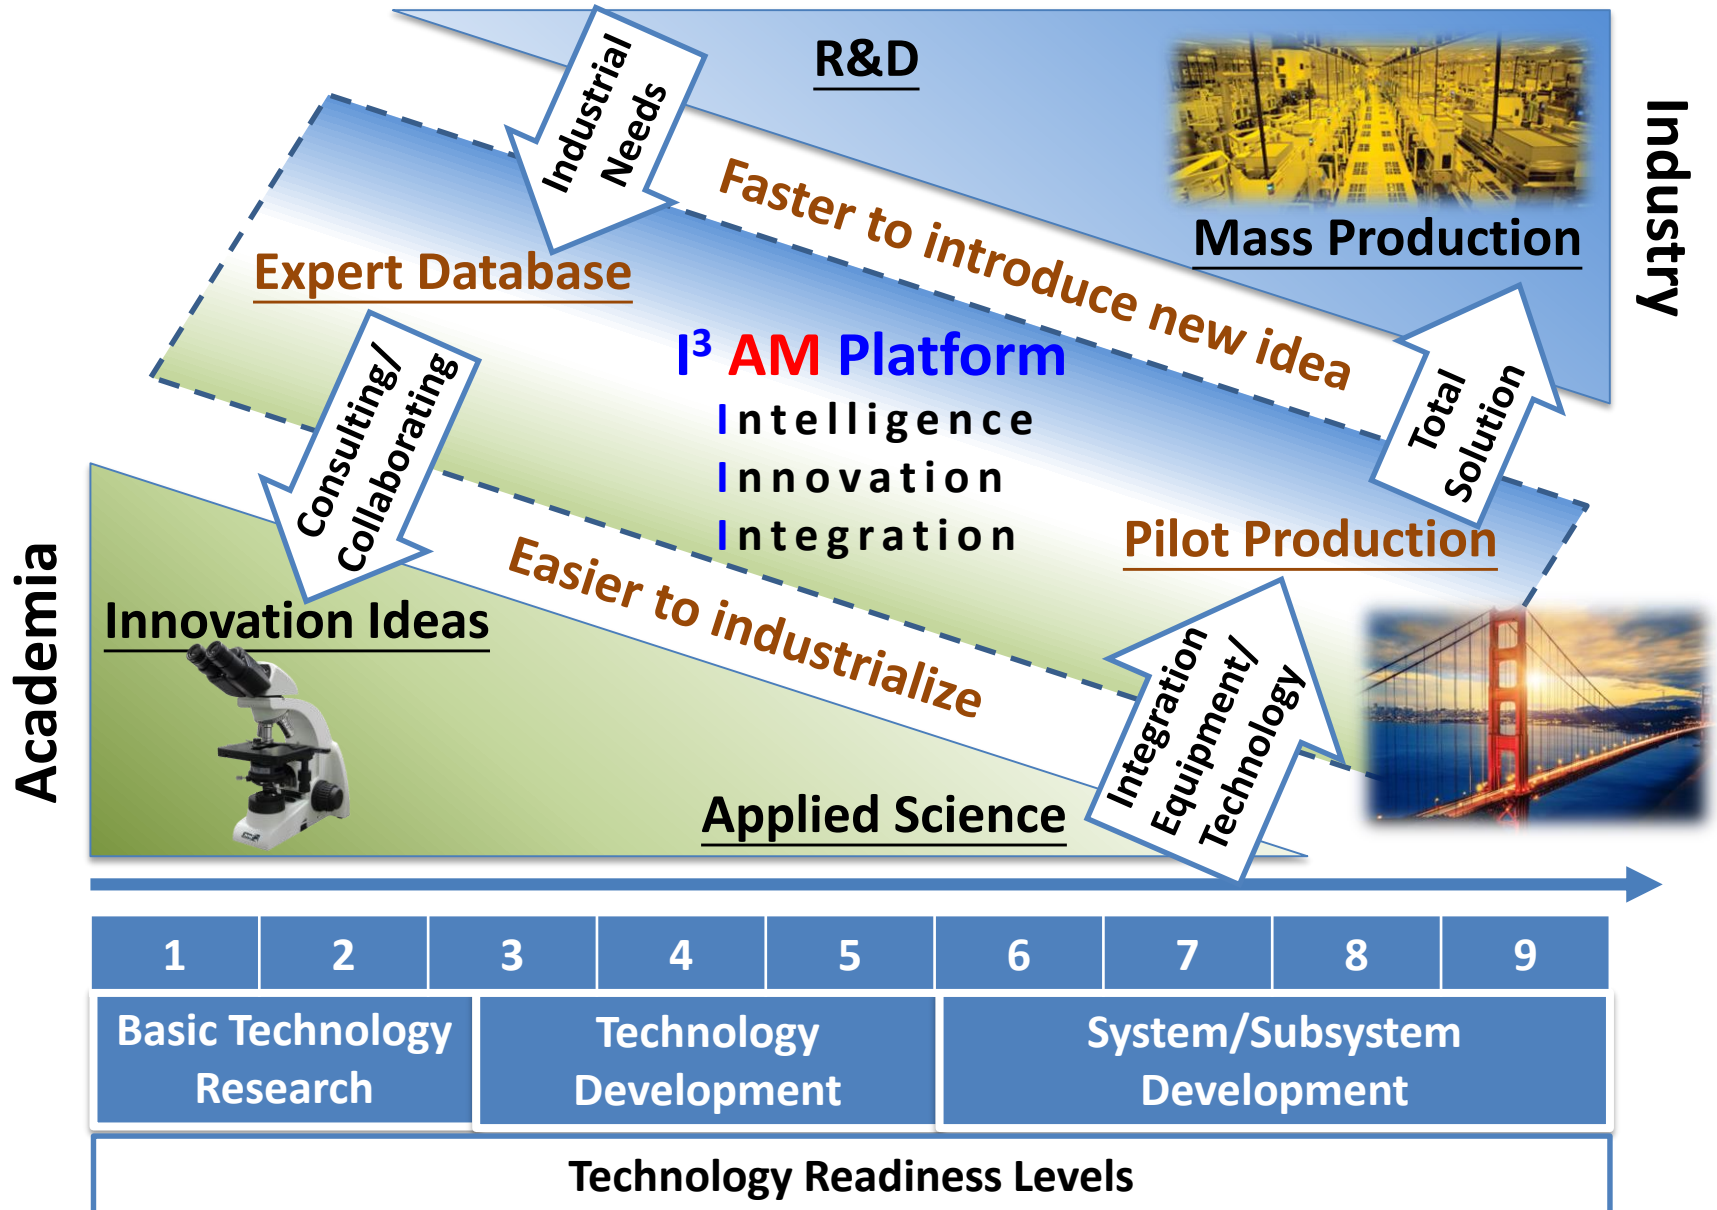 R&D
Industrial
Needs
Industry
Faster to introduce new idea
Mass Production
Expert Database
I³ AM Platform
Intelligence
Innovation
Integration
Consulting/
Collaborating
Total
Solution
Pilot Production
Easier to industrialize
Academia
Innovation Ideas
Integration
Equipment/
Technology
Applied Science
1 2 3 4 5 6 7 8 9
Basic Technology
Research
Technology
Development
System/Subsystem
Development
Technology Readiness Levels